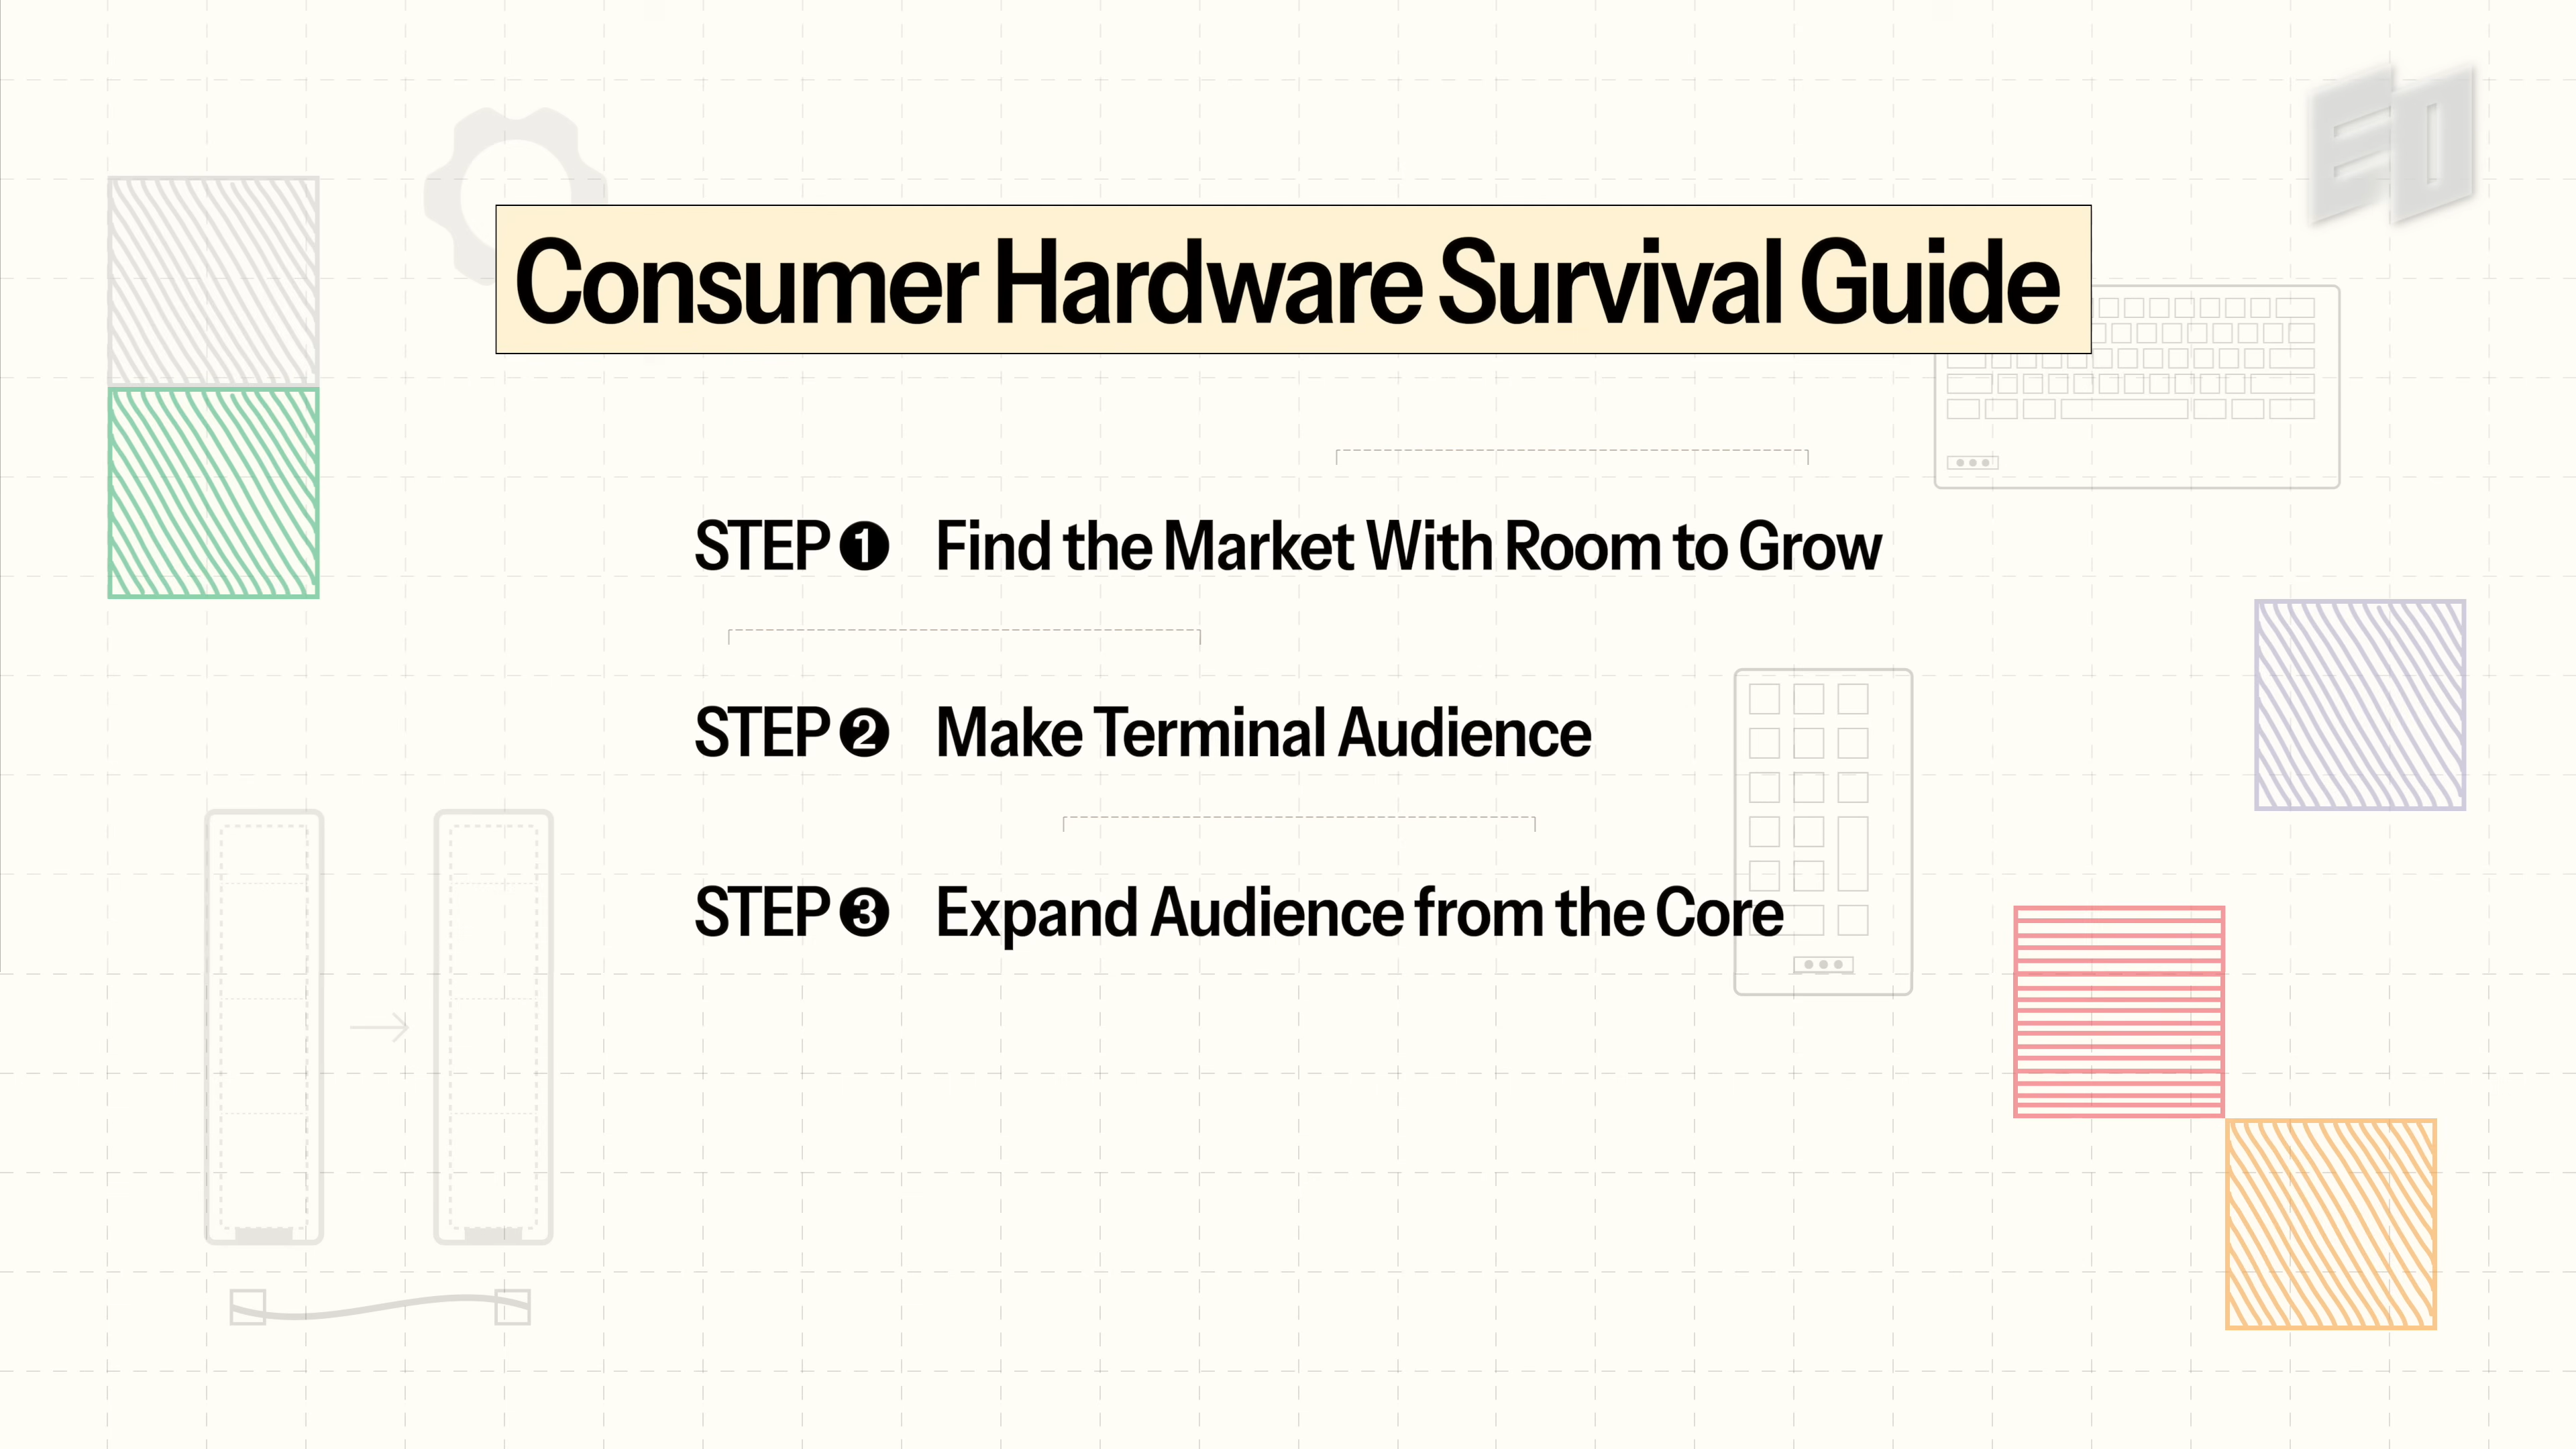 EO
Consumer Hardware Survival Guide
STEP ❶ Find the Market With Room to Grow
STEP ❷ Make Terminal Audience
STEP ❸ Expand Audience from the Core